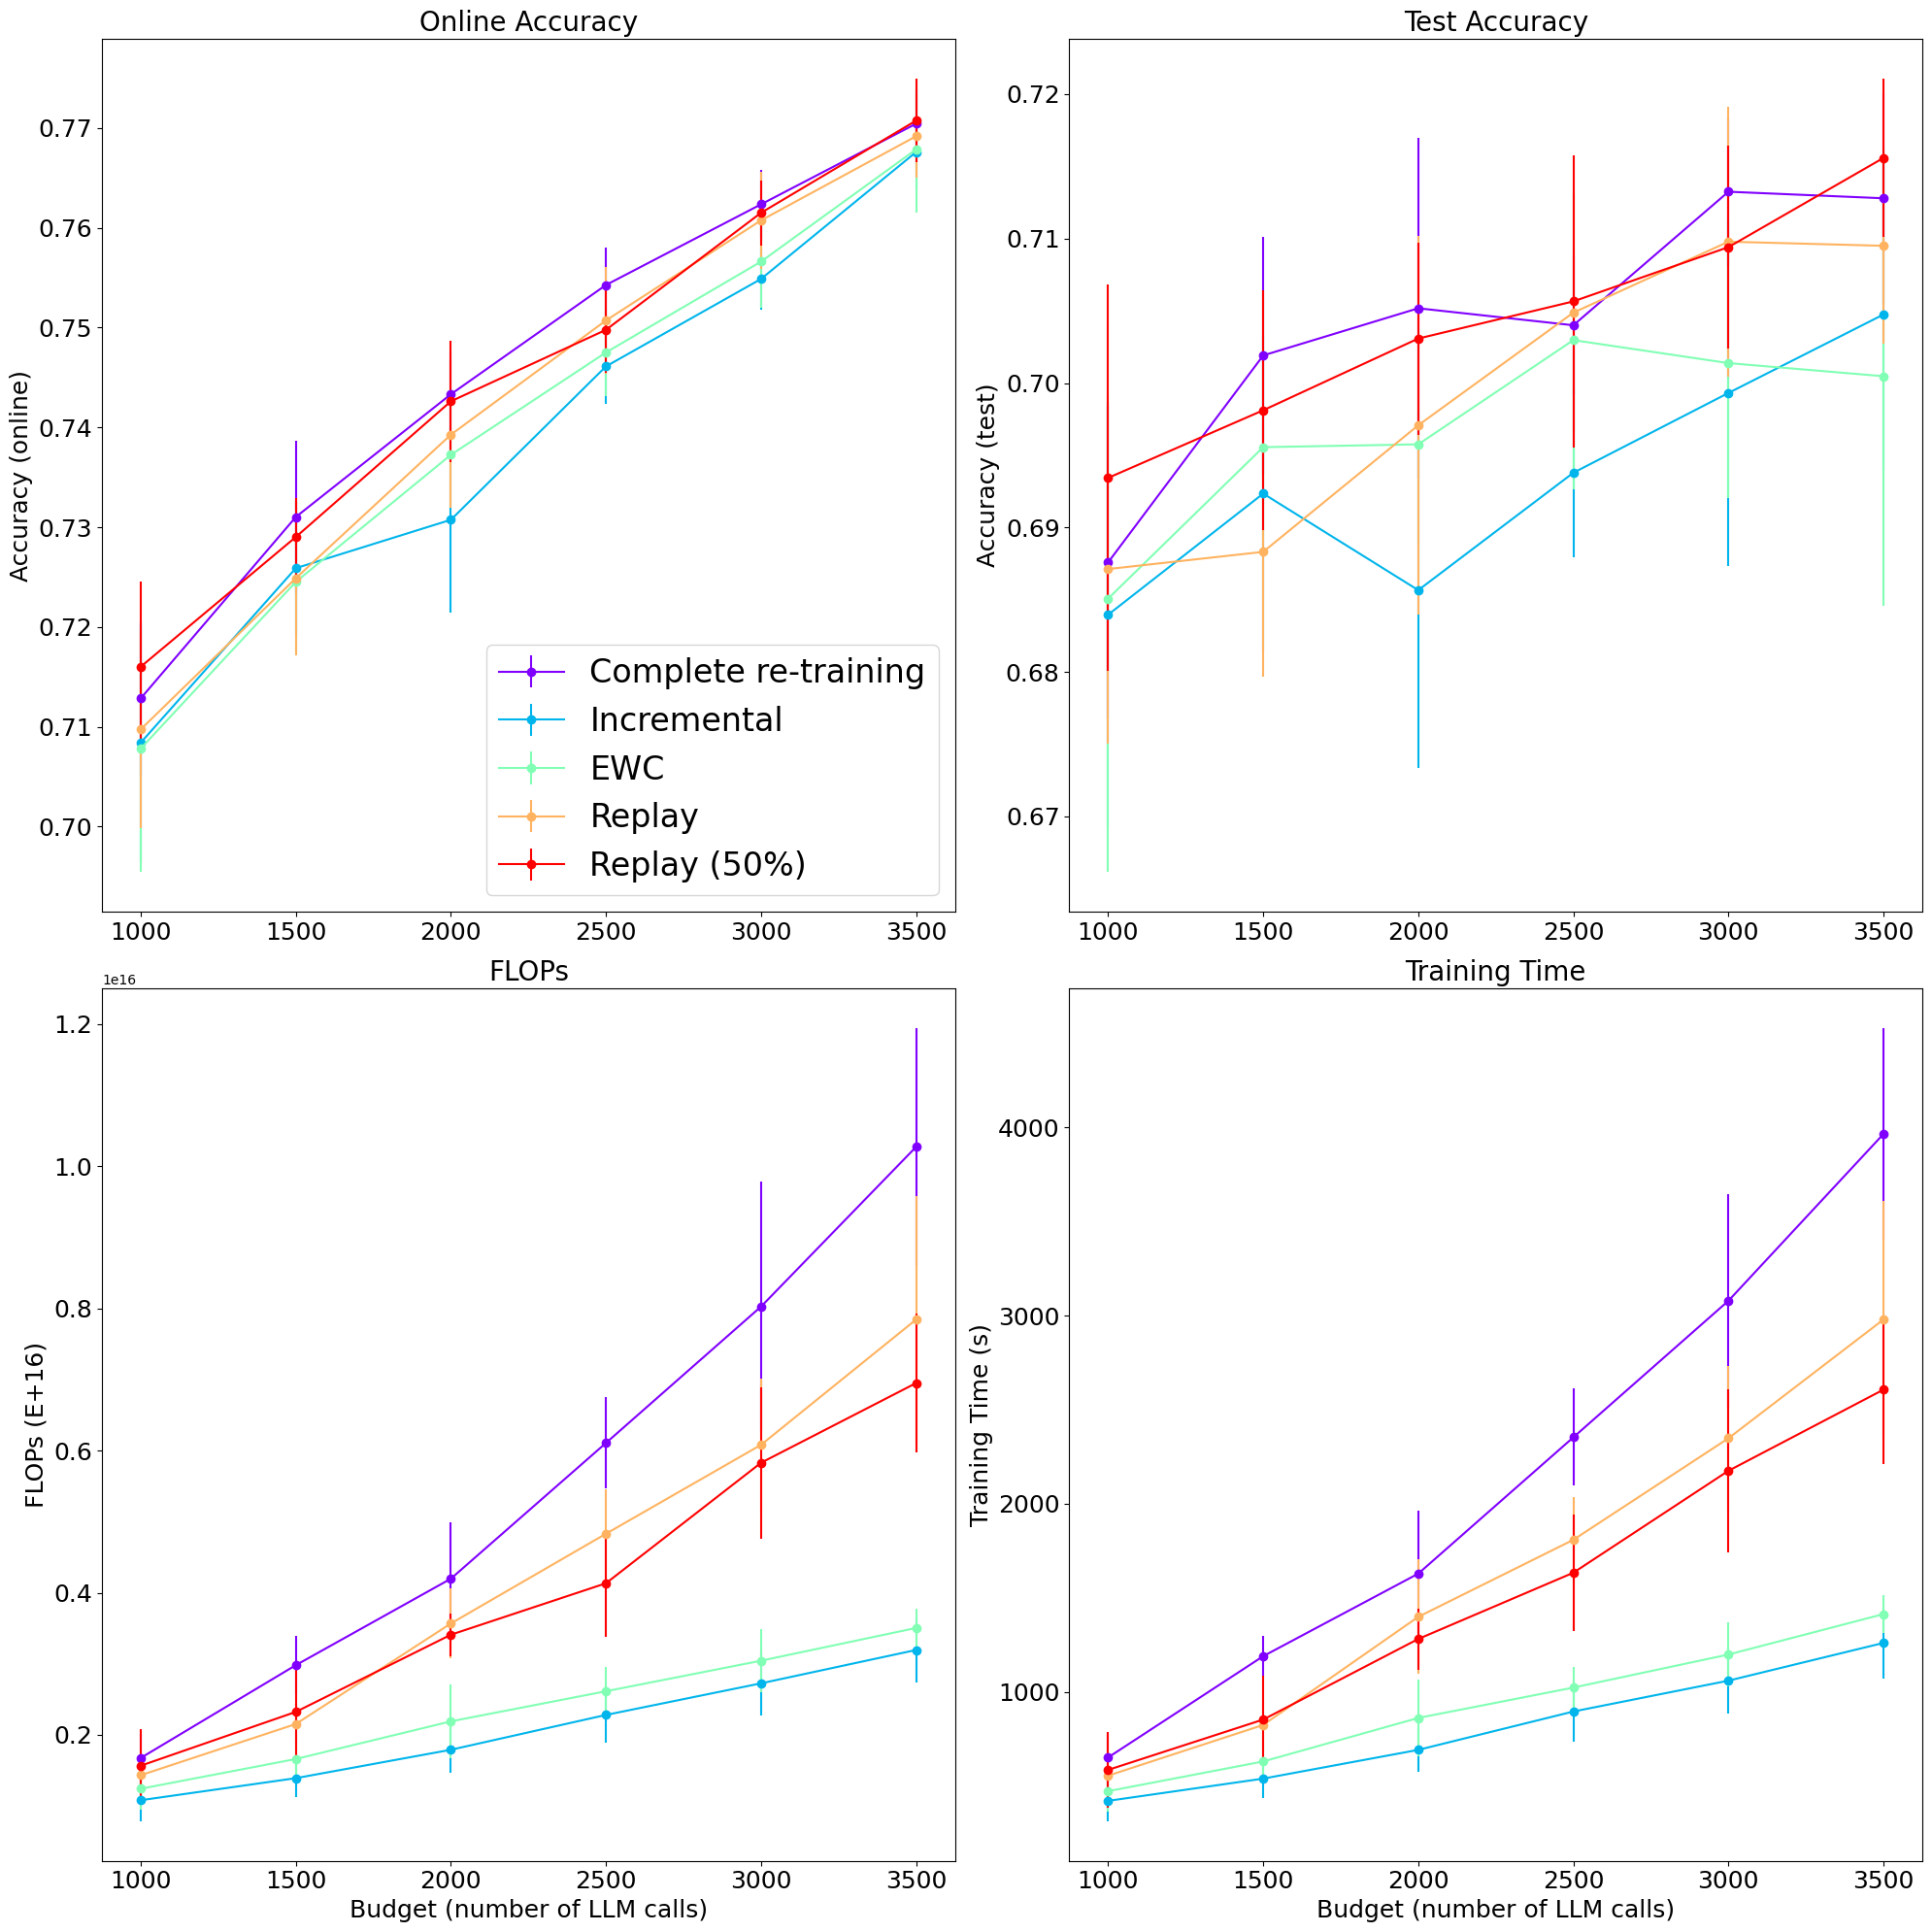 Online Accuracy
Accuracy (online)
0.77
0.76
0.75
0.74
0.73
0.72
0.71
0.70
1000 1500 2000 2500 3000 3500
Complete re-training
Incremental
EWC
Replay
Replay (50%)
Test Accuracy
Accuracy (test)
0.72
0.71
0.70
0.69
0.68
0.67
1000 1500 2000 2500 3000 3500
FLOPs
1e16
FLOPs (E+16)
1.2
1.0
0.8
0.6
0.4
0.2
1000 1500 2000 2500 3000 3500
Budget (number of LLM calls)
Training Time
Training Time (s)
4000
3000
2000
1000
1000 1500 2000 2500 3000 3500
Budget (number of LLM calls)